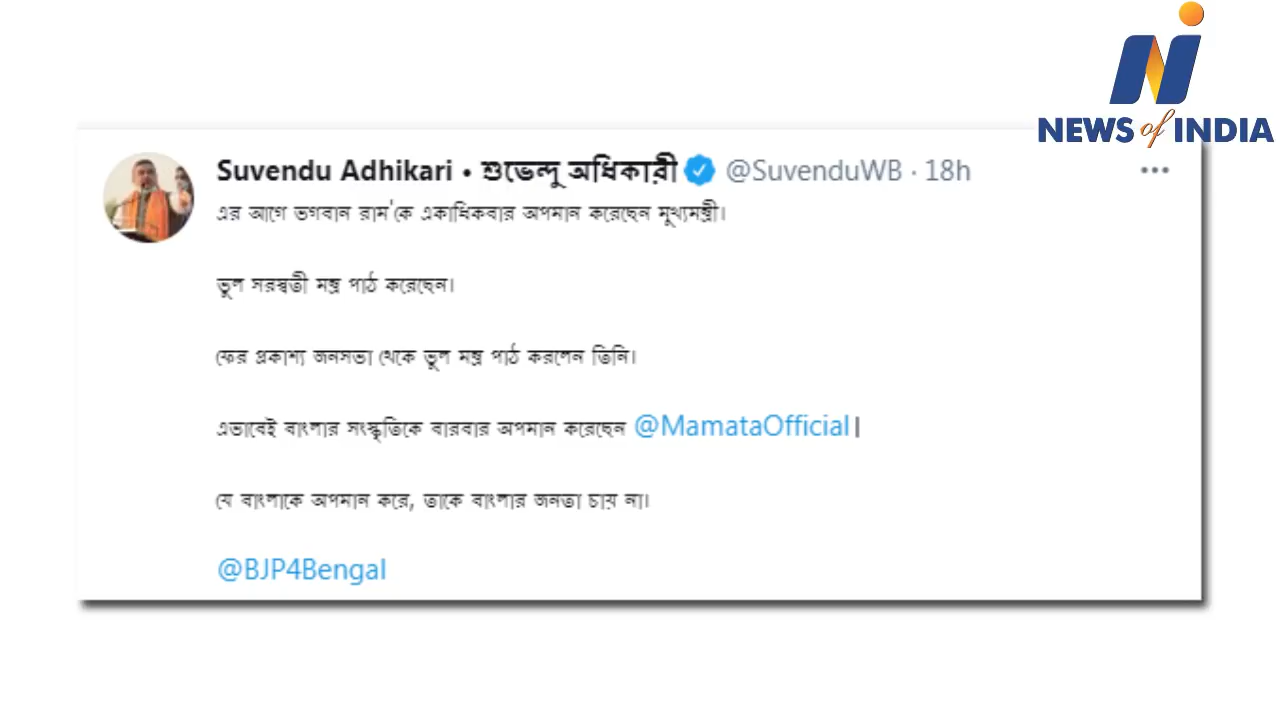 NEWS of INDIA
Suvendu Adhikari • শুভেন্দু অধিকারী @SuvenduWB · 18h
এর আগে ভগবান রাম'কে একাধিকবার অপমান করেছেন মুখ্যমন্ত্রী।
ভুল সরস্বতী মন্ত্র পাঠ করেছেন।
ফের প্রকাশ্য জনসভা থেকে ভুল মন্ত্র পাঠ করলেন তিনি।
এভাবেই বাংলার সংস্কৃতিকে বারবার অপমান করেছেন @MamataOfficial|
যে বাংলাকে অপমান করে, তাকে বাংলার জনতা চায় না।
@BJP4Bengal